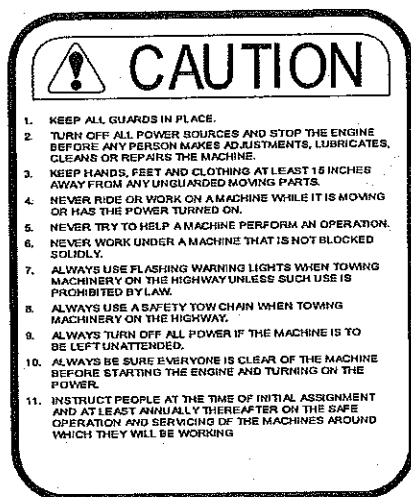 CAUTION
1. KEEP ALL GUARDS IN PLACE.
2. TURN OFF ALL POWER SOURCES AND STOP THE ENGINE
BEFORE ANY PERSON MAKES ADJUSTMENTS, LUBRICATES,
CLEANS OR REPAIRS THE MACHINE.
3. KEEP HANDS, FEET AND CLOTHING AT LEAST 15 INCHES
AWAY FROM ANY UNGUARDED MOVING PARTS.
4. NEVER RIDE OR WORK ON A MACHINE WHILE IT IS MOVING
OR HAS THE POWER TURNED ON.
5. NEVER TRY TO HELP A MACHINE PERFORM AN OPERATION.
6. NEVER WORK UNDER A MACHINE THAT IS NOT BLOCKED
SOLIDLY.
7. ALWAYS USE FLASHING WARNING LIGHTS WHEN TOWING
MACHINERY ON THE HIGHWAY UNLESS SUCH USE IS
PROHIBITED BY LAW.
8. ALWAYS USE A SAFETY TOW CHAIN WHEN TOWING
MACHINERY ON THE HIGHWAY.
9. ALWAYS TURN OFF ALL POWER IF THE MACHINE IS TO
BE LEFT UNATTENDED.
10. ALWAYS BE SURE EVERYONE IS CLEAR OF THE MACHINE
BEFORE STARTING THE ENGINE AND TURNING ON THE
POWER.
11. INSTRUCT PEOPLE AT THE TIME OF INITIAL ASSIGNMENT
AND AT LEAST ANNUALLY THEREAFTER ON THE SAFE
OPERATION AND SERVICING OF THE MACHINES AROUND
WHICH THEY WILL BE WORKING